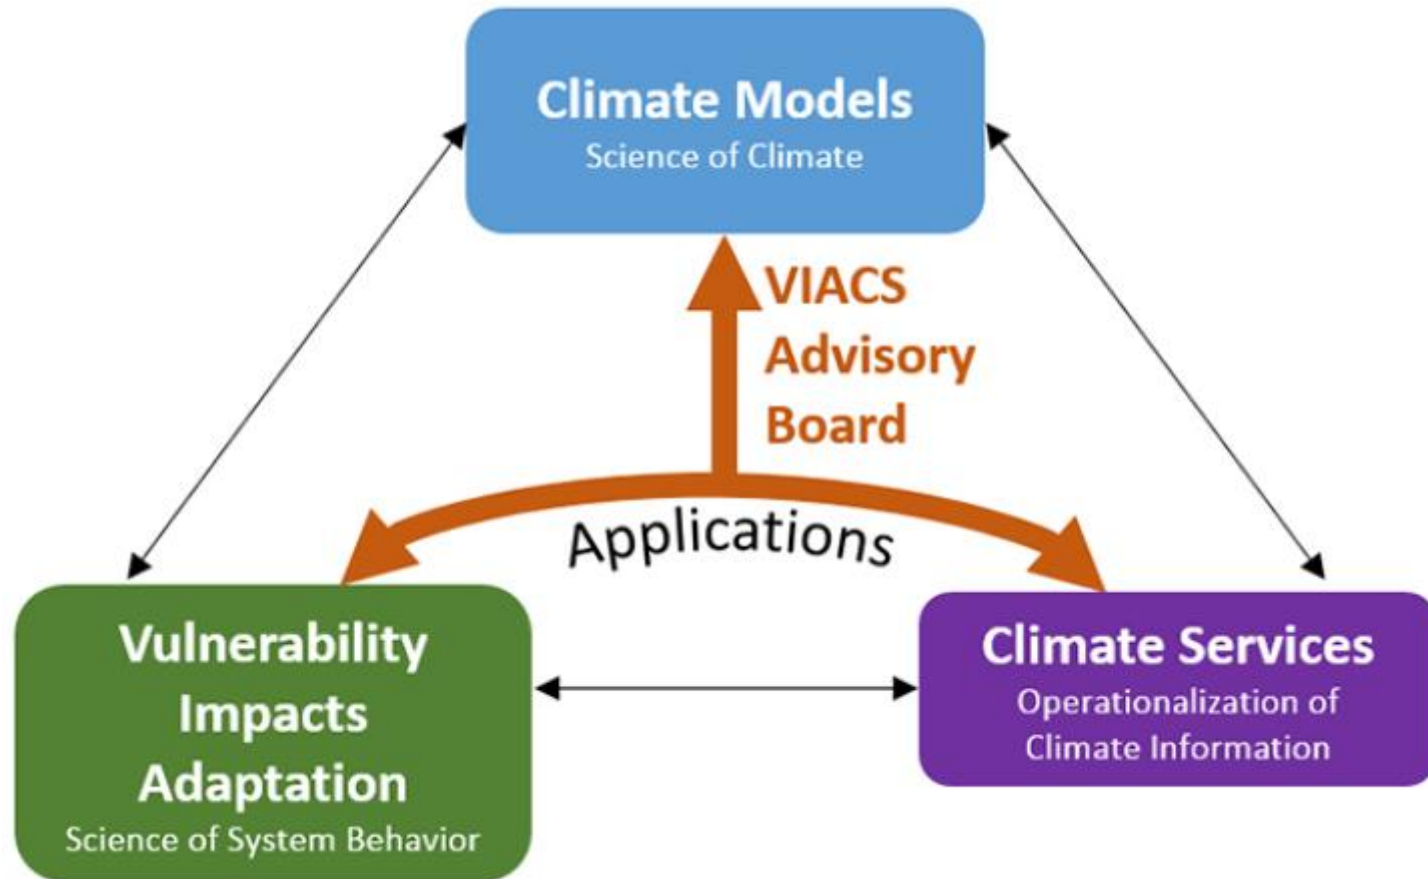 Climate Models
Science of Climate
VIACS
Advisory
Board
Applications
Vulnerability
Impacts
Adaptation
Science of System Behavior
Climate Services
Operationalization of
Climate Information